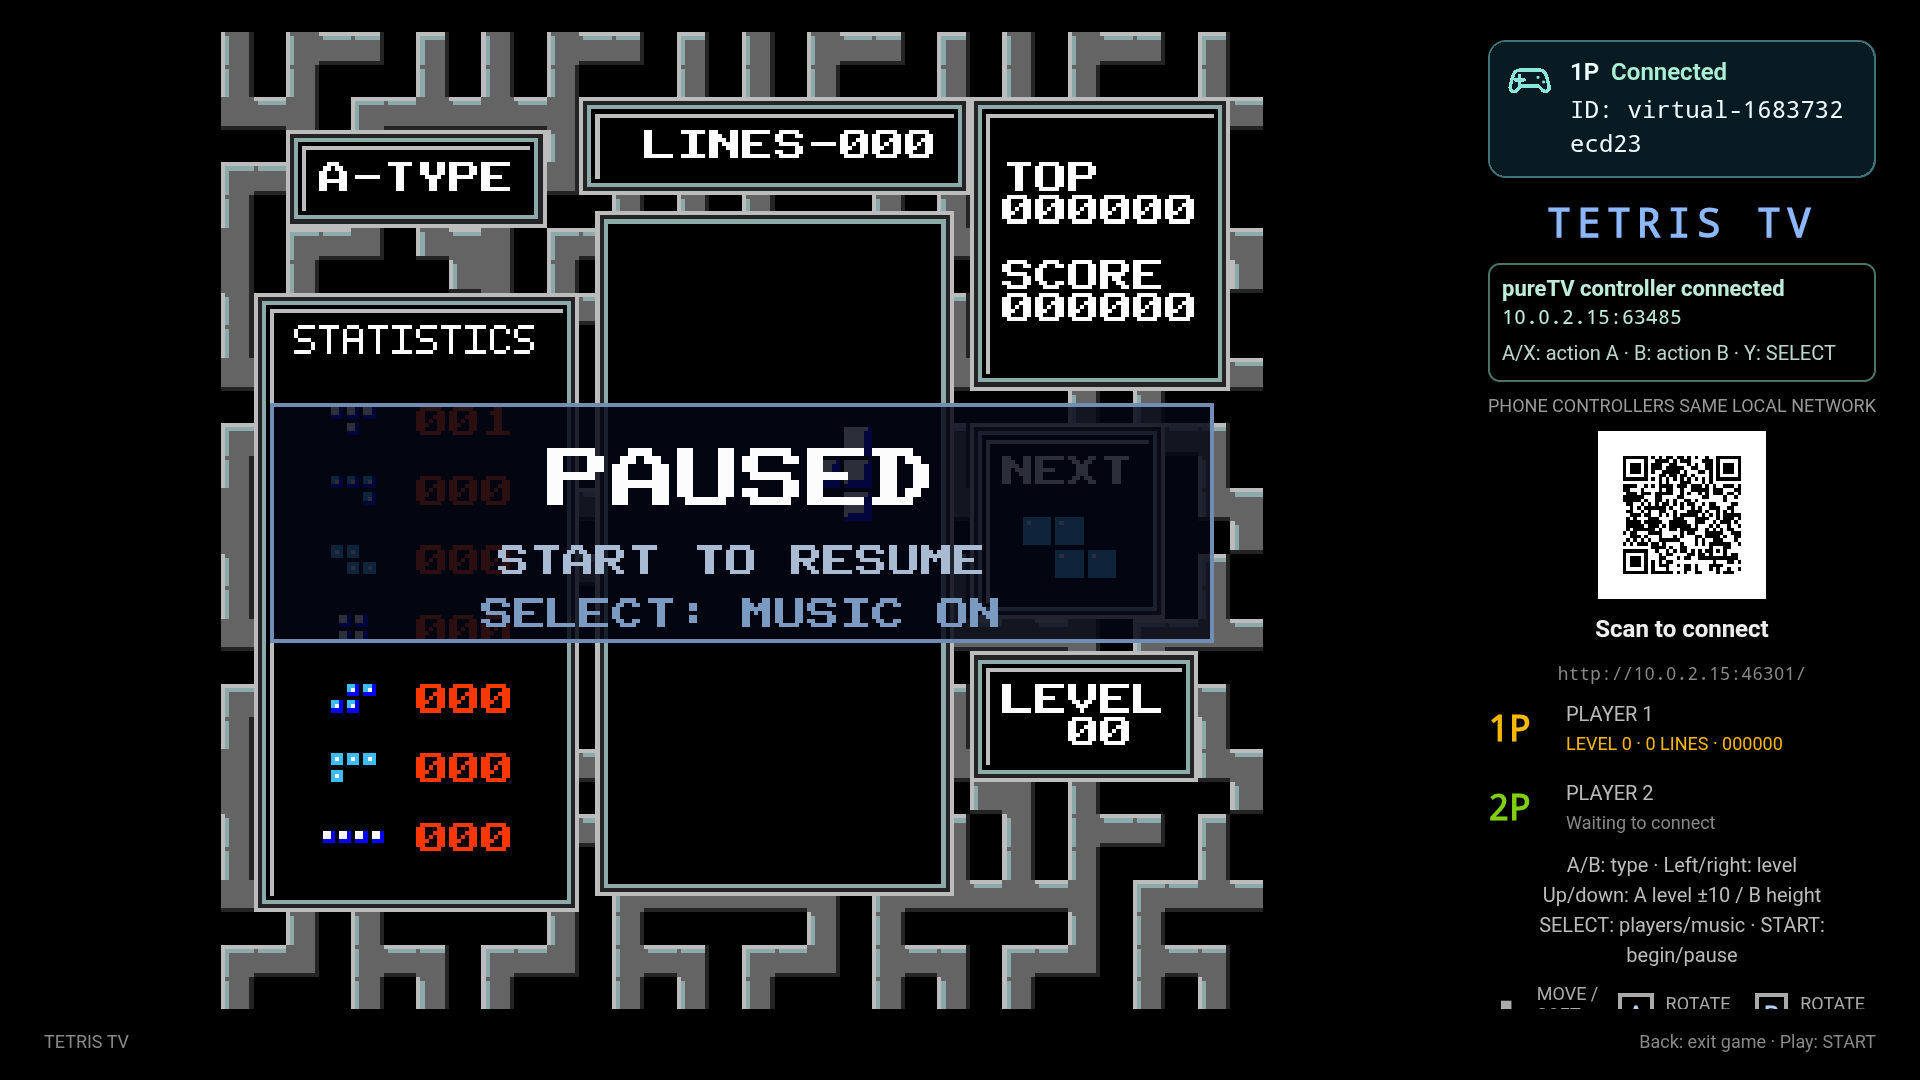 A-TYPE
LINES-000
TOP
000000
SCORE
000000
STATISTICS
001
000
000
000
000
000
000
PAUSED
START TO RESUME
SELECT: MUSIC ON
NEXT
LEVEL
00
1P Connected
ID: virtual-1683732
ecd23
TETRIS TV
pureTV controller connected
10.0.2.15:63485
A/X: action A · B: action B · Y: SELECT
PHONE CONTROLLERS SAME LOCAL NETWORK
Scan to connect
http://10.0.2.15:46301/
1P PLAYER 1
LEVEL 0 · 0 LINES · 000000
2P PLAYER 2
Waiting to connect
A/B: type · Left/right: level
Up/down: A level ±10 / B height
SELECT: players/music · START:
begin/pause
MOVE /
ROTATE
ROTATE
TETRIS TV
Back: exit game · Play: START